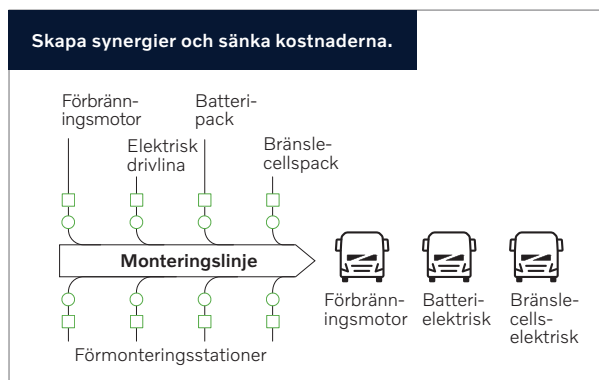 Skapa synergier och sänka kostnaderna.
Förbränn-
ingsmotor
Elektrisk
drivlina
Batteri-
pack
Bränsle-
cellspack
Monteringslinje
Förmonteringsstationer
Förbränn-
ingsmotor
Batteri-
elektrisk
Bränsle-
cells-
elektrisk